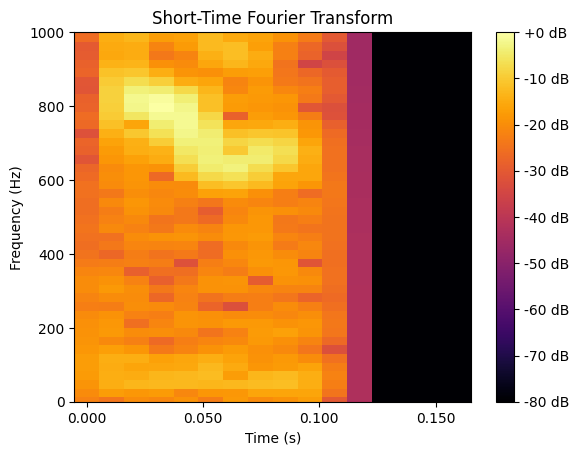 Short-Time Fourier Transform
1000
800
600
400
200
0
Frequency (Hz)
0.000
0.050
0.100
0.150
Time (s)
+0 dB
-10 dB
-20 dB
-30 dB
-40 dB
-50 dB
-60 dB
-70 dB
-80 dB